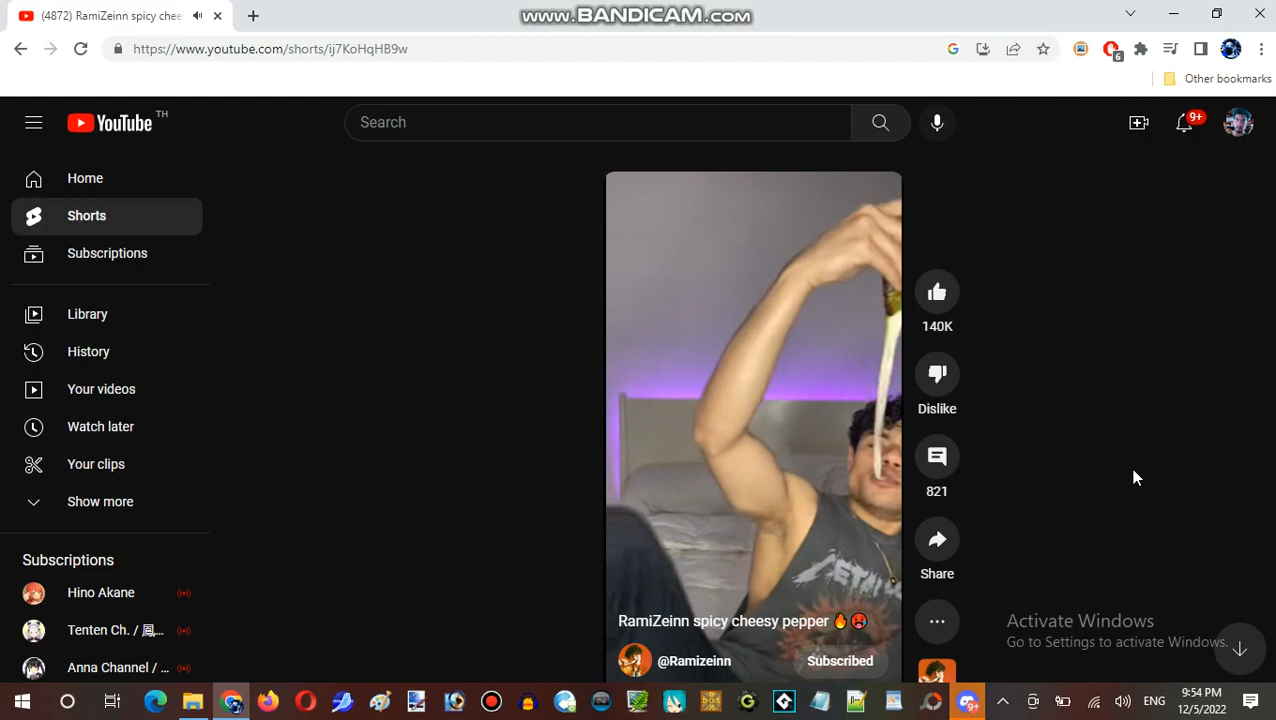 www.BANDICAM.com
(4872) RamiZeinn spicy chee
https://www.youtube.com/shorts/ij7KoHqHB9w
6
Other bookmarks
YouTube TH
Search
9+
Home
Shorts
Subscriptions
Library
History
Your videos
Watch later
Your clips
Show more
Subscriptions
Hino Akane
Tenten Ch. / 凰...
Anna Channel / ...
140K
Dislike
821
Share
RamiZeinn spicy cheesy pepper
@Ramizeinn
Subscribed
Activate Windows
Go to Settings to activate Windows.
9+
ENG
9:54 PM
12/5/2022